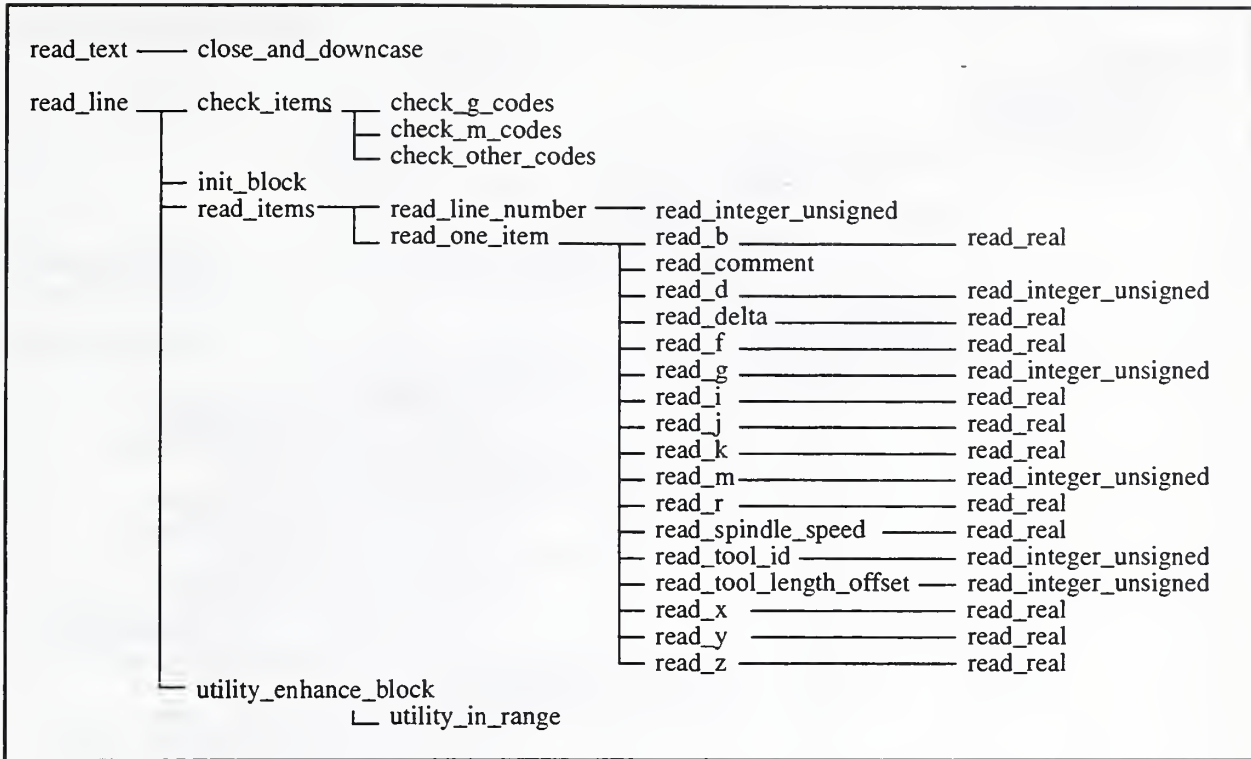 read_text close_and_downcase
read_line check_items check_g_codes
check_m_codes
check_other_codes
init_block
read_items read_line_number read_integer_unsigned
read_one_item read_b read_real
read_comment
read_d read_integer_unsigned
read_delta read_real
read_f read_real
read_g read_integer_unsigned
read_i read_real
read_j read_real
read_k read_real
read_m read_integer_unsigned
read_r read_real
read_spindle_speed read_real
read_tool_id read_integer_unsigned
read_tool_length_offset read_integer_unsigned
read_x read_real
read_y read_real
read_z read_real
utility_enhance_block
utility_in_range